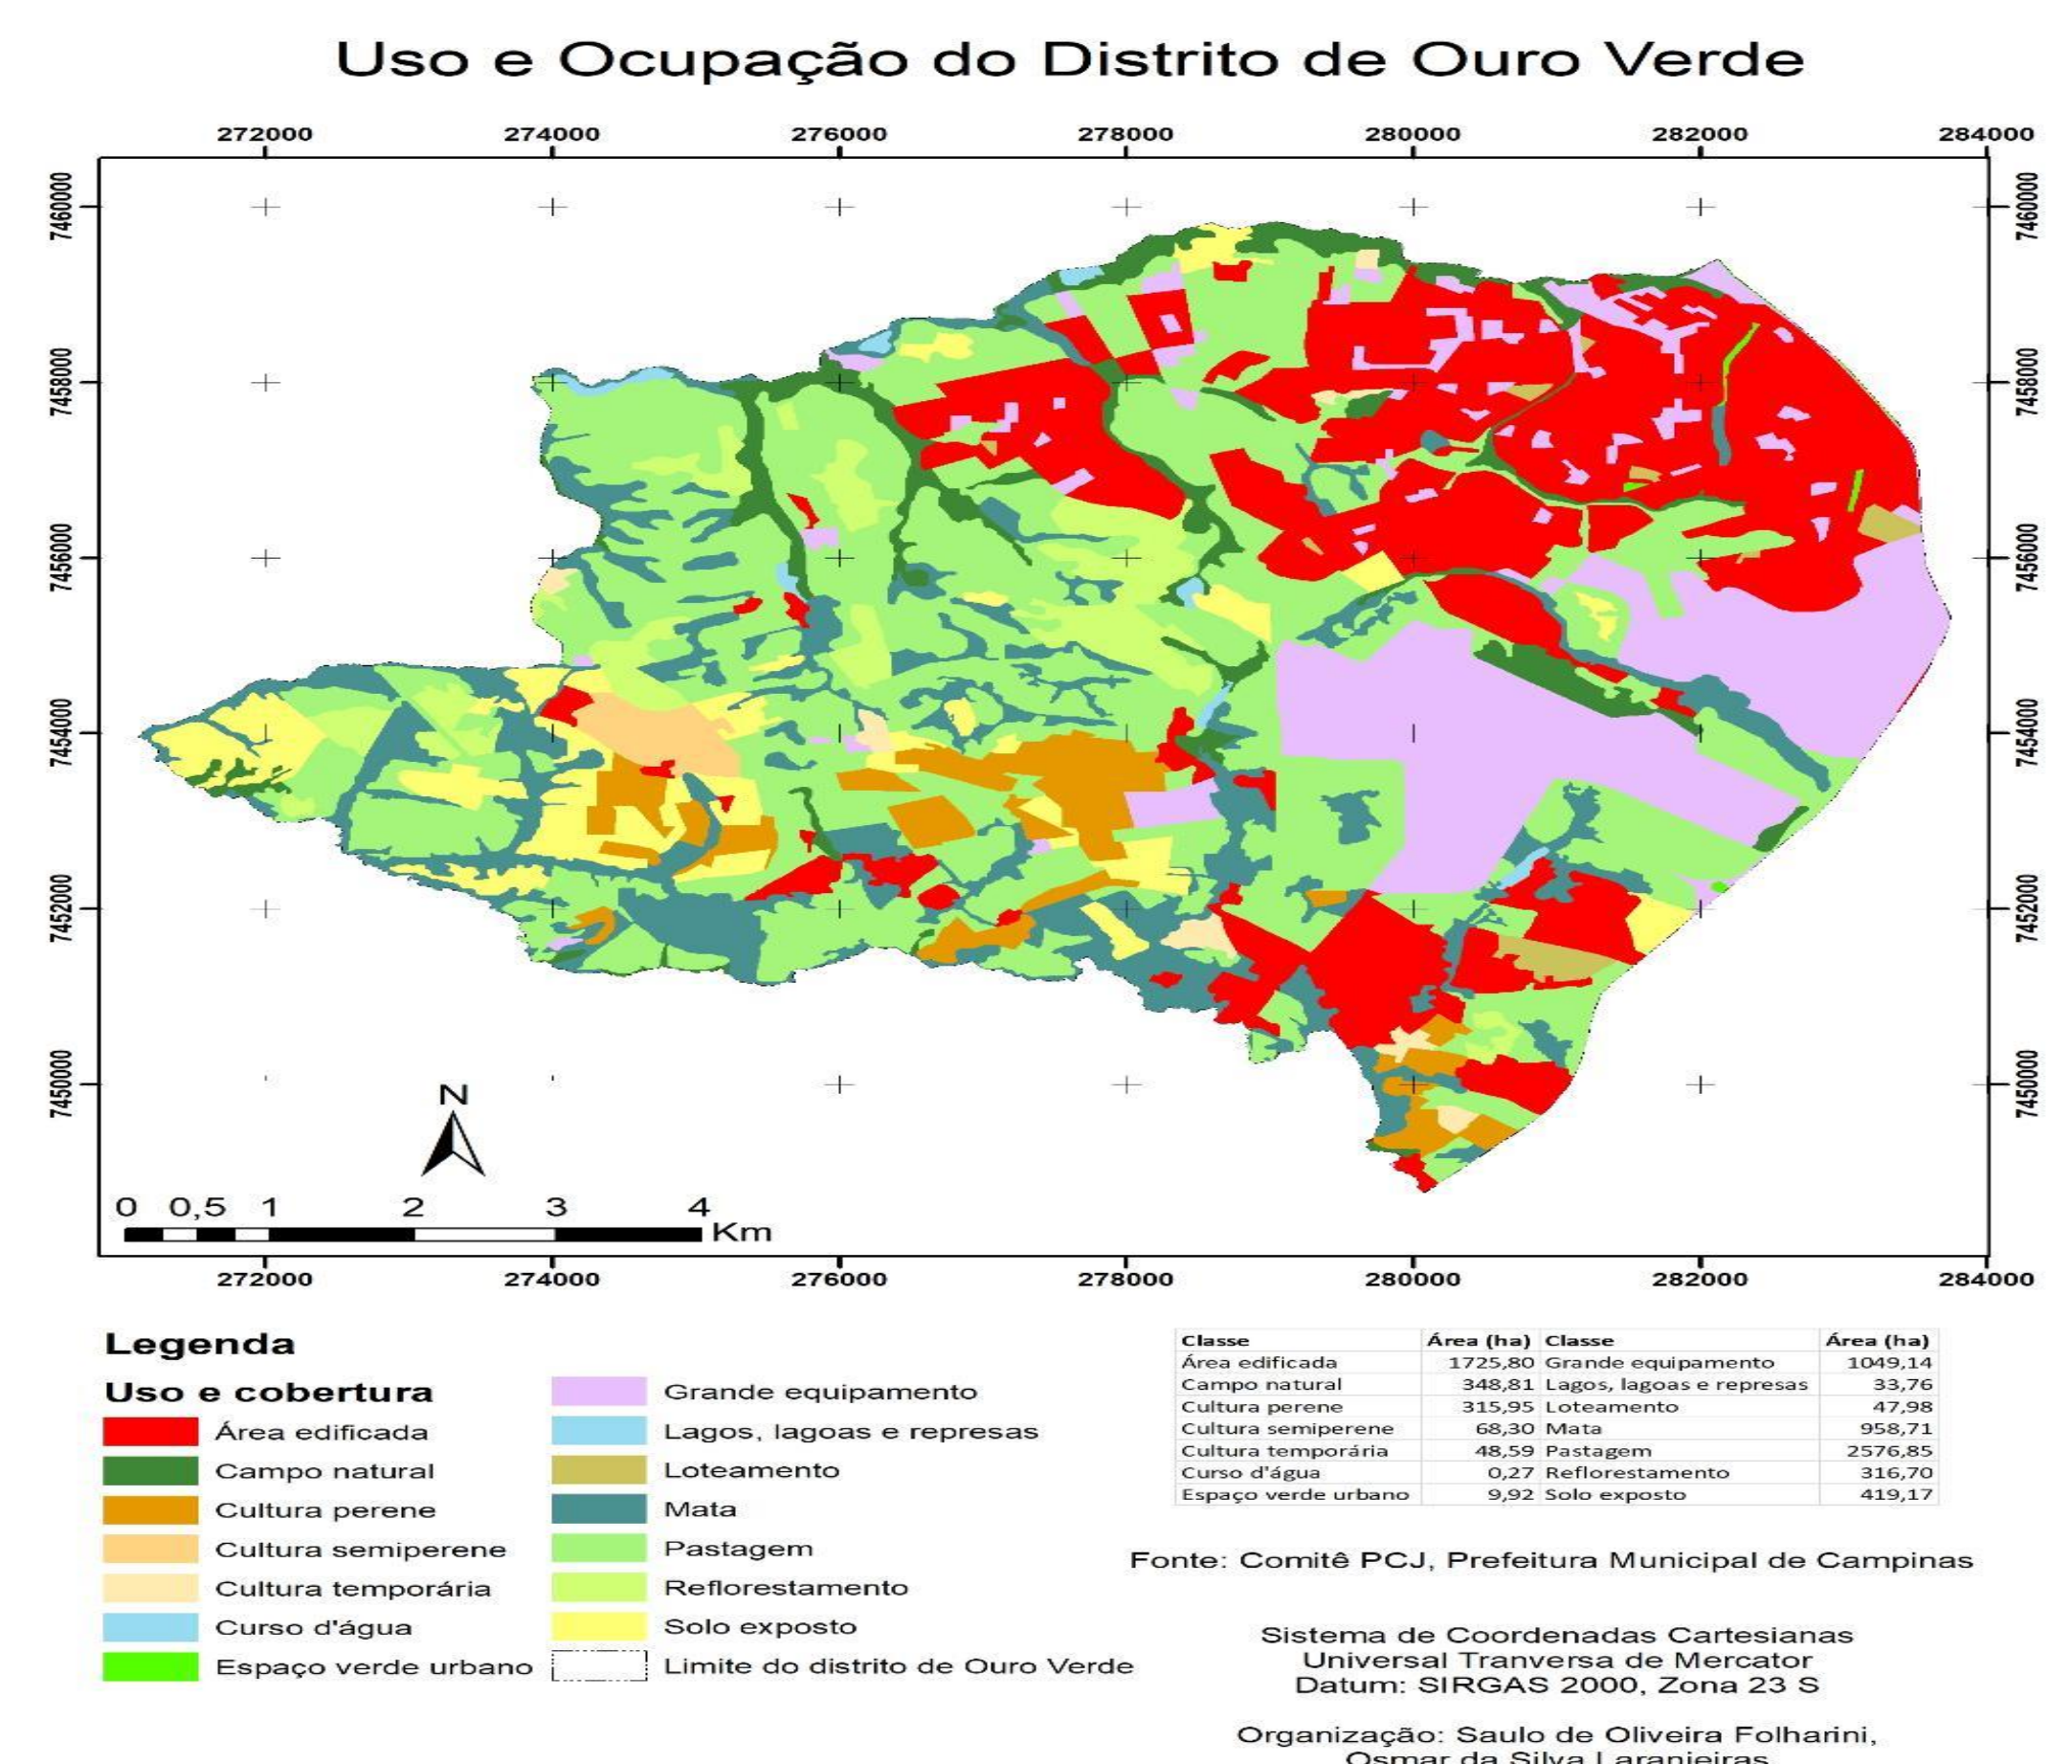 Uso e Ocupação do Distrito de Ouro Verde
272000 274000 276000 278000 280000 282000 284000
7460000 7460000
7458000 7458000
7456000 7456000
7454000 7454000
7452000 7452000
7450000 7450000
N
0 0,5 1 2 3 4
Km
272000 274000 276000 278000 280000 282000 284000
Legenda
Uso e cobertura
Área edificada
Campo natural
Cultura perene
Cultura semiperene
Cultura temporária
Curso d'água
Espaço verde urbano
Grande equipamento
Lagos, lagoas e represas
Loteamento
Mata
Pastagem
Reflorestamento
Solo exposto
Limite do distrito de Ouro Verde
Classe Área (ha) Classe Área (ha)
Área edificada 1725,80 Grande equipamento 1049,14
Campo natural 348,81 Lagos, lagoas e represas 33,76
Cultura perene 315,95 Loteamento 47,98
Cultura semiperene 68,30 Mata 958,71
Cultura temporária 48,59 Pastagem 2576,85
Curso d'água 0,27 Reflorestamento 316,70
Espaço verde urbano 9,92 Solo exposto 419,17
Fonte: Comitê PCJ, Prefeitura Municipal de Campinas
Sistema de Coordenadas Cartesianas
Universal Tranversa de Mercator
Datum: SIRGAS 2000, Zona 23 S
Organização: Saulo de Oliveira Folharini,
Osmar da Silva Laranjeiras